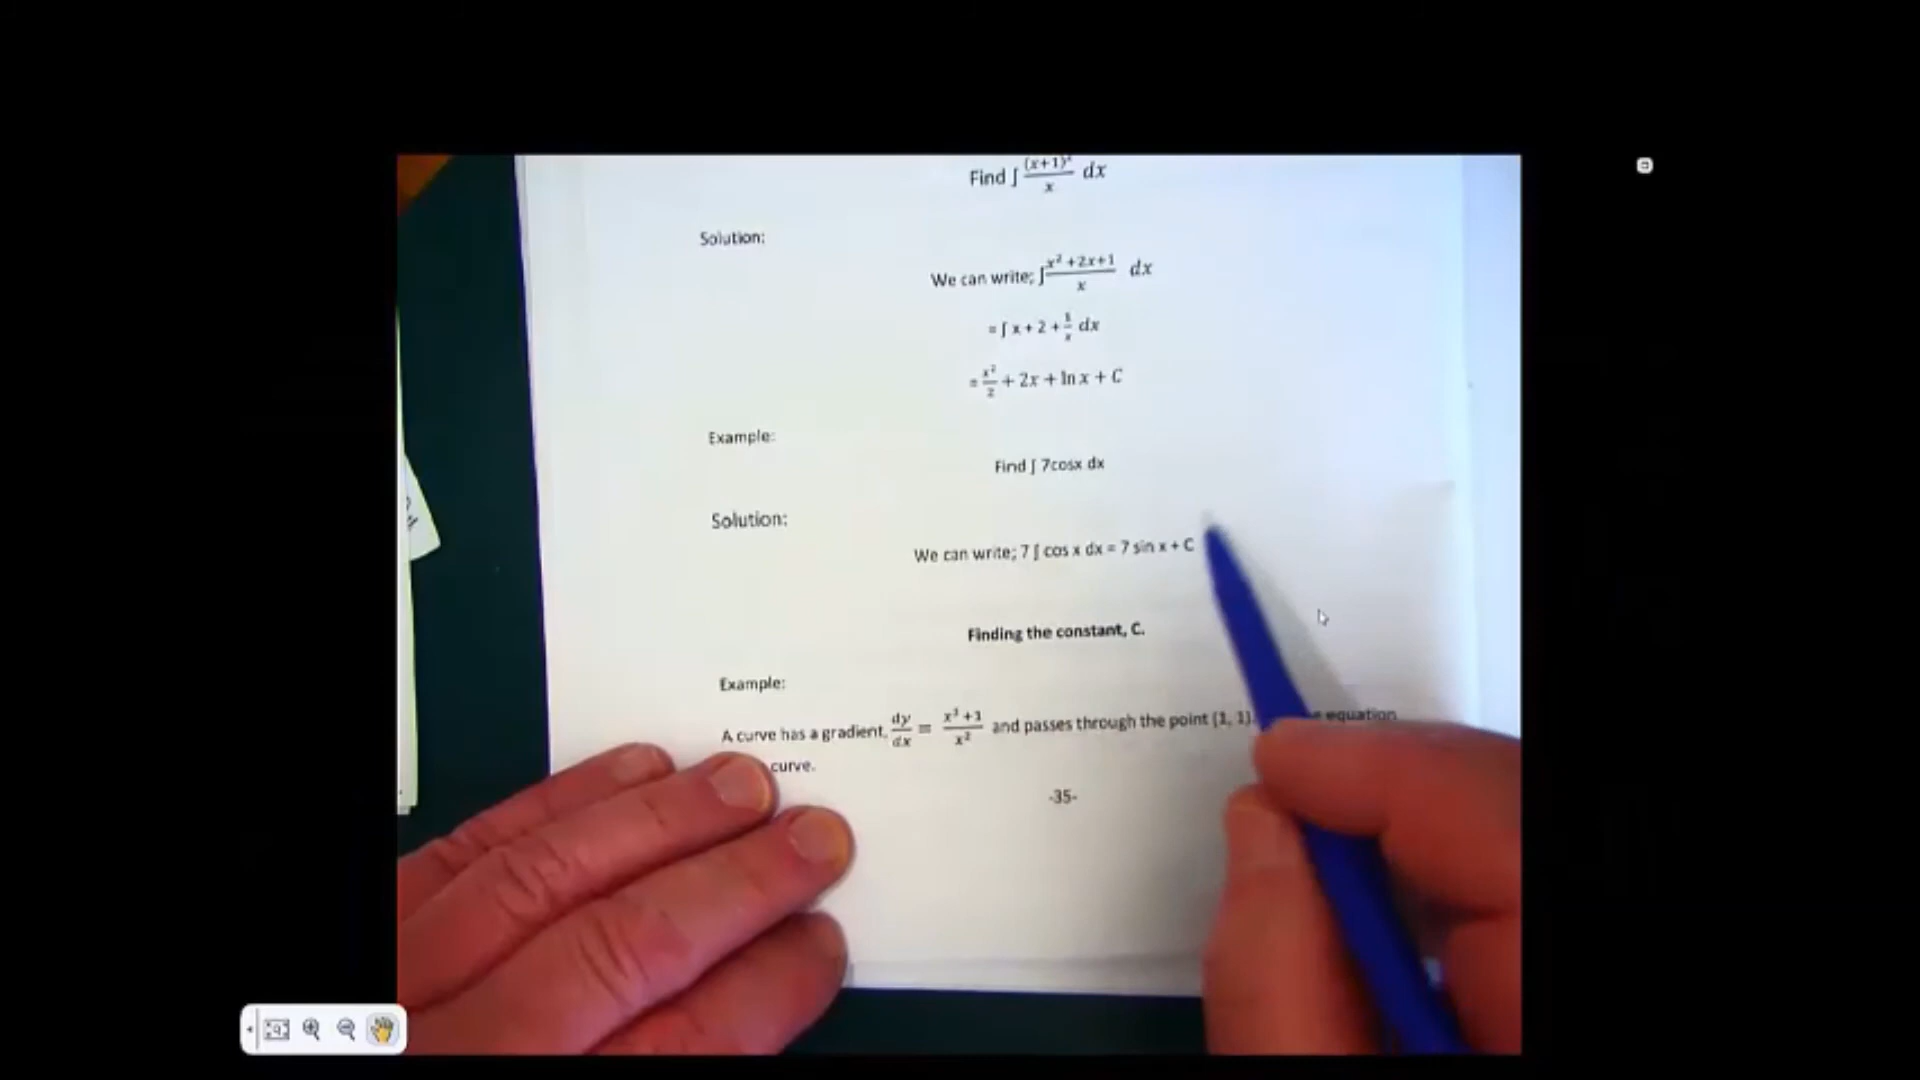 Find ∫ (x+1)²/x dx
Solution:
We can write; ∫ x² +2x+1/x dx
= ∫ x + 2 + 1/x dx
= x²/2 + 2x + ln x + C
Example:
Find ∫ 7cosx dx
Solution:
We can write; 7 ∫ cos x dx = 7 sin x + C
Finding the constant, C.
Example:
A curve has a gradient, dy/dx = x³ +1/x² and passes through the point (1, 1). equation
curve.
-35-